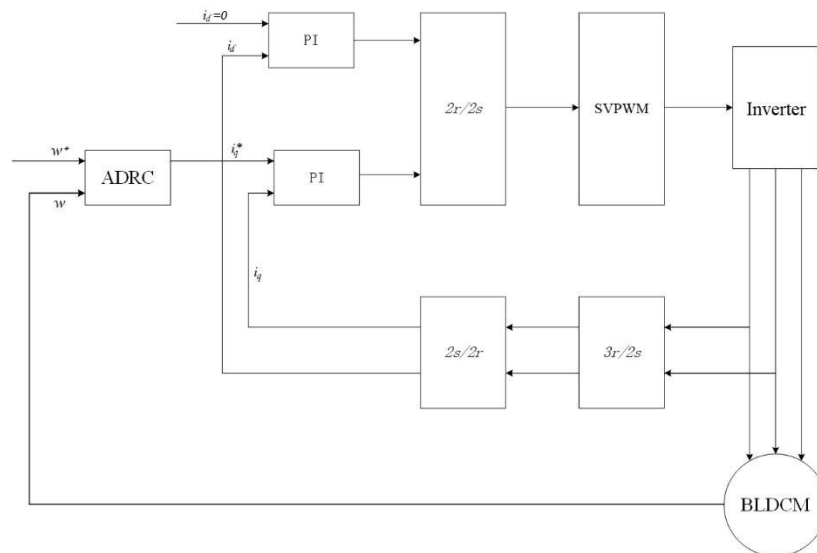 i_d=0
PI
i_d
2r/2s
SVPWM
Inverter
w*
ADRC
i_q*
PI
w
i_q
2s/2r
3r/2s
BLDCM